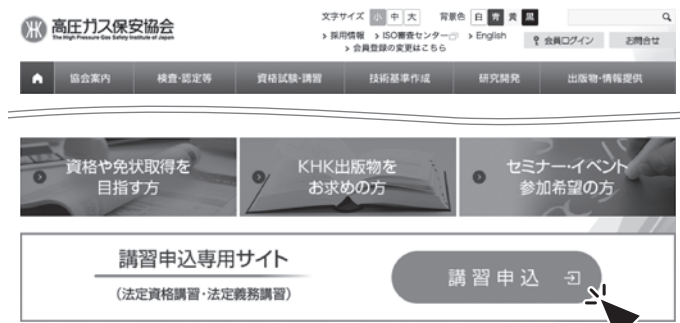 文字サイズ 小 中 大 背景色 白 青 黄 黒
高圧ガス保安協会
The High Pressure Gas Safety Institute of Japan
採用情報 ISO審査センター English
会員登録の変更はこちら
会員ログイン お問合せ
協会案内 検査・認定等 資格試験・講習 技術基準作成 研究開発 出版物・情報提供
資格や免状取得を
目指す方
KHK出版物を
お求めの方
セミナー・イベント
参加希望の方
講習申込専用サイト
(法定資格講習・法定義務講習)
講習申込